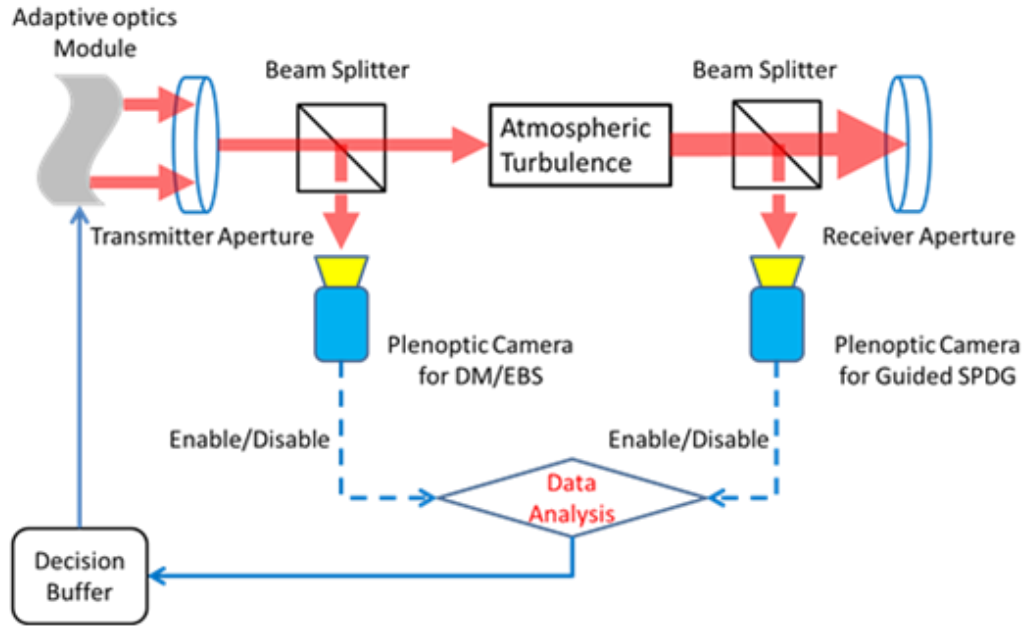 Adaptive optics
Module
Beam Splitter
Beam Splitter
Atmospheric
Turbulence
Transmitter Aperture
Receiver Aperture
Plenoptic Camera
for DM/EBS
Plenoptic Camera
for Guided SPDG
Enable/Disable
Enable/Disable
Data
Analysis
Decision
Buffer